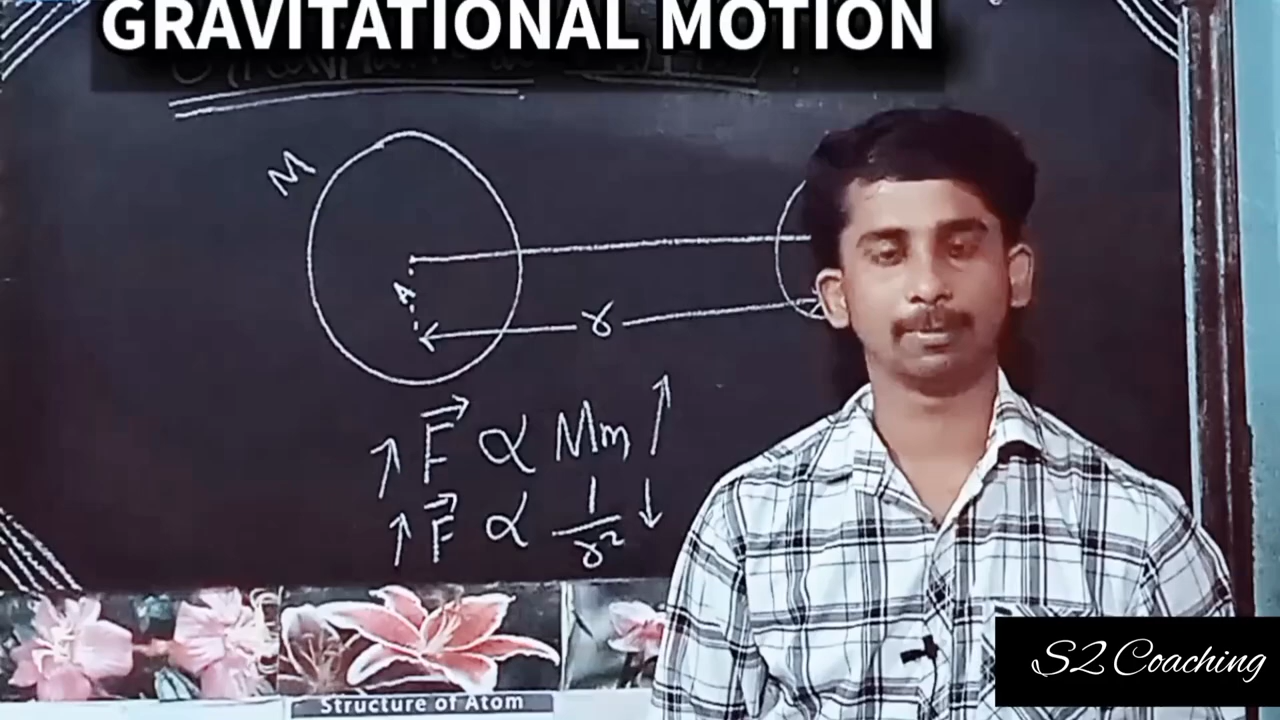 GRAVITATIONAL MOTION
M
A
r
↑ F⃗ ∝ Mm ↑
↑ F⃗ ∝ 1/r² ↓
Structure of Atom
S2 Coaching